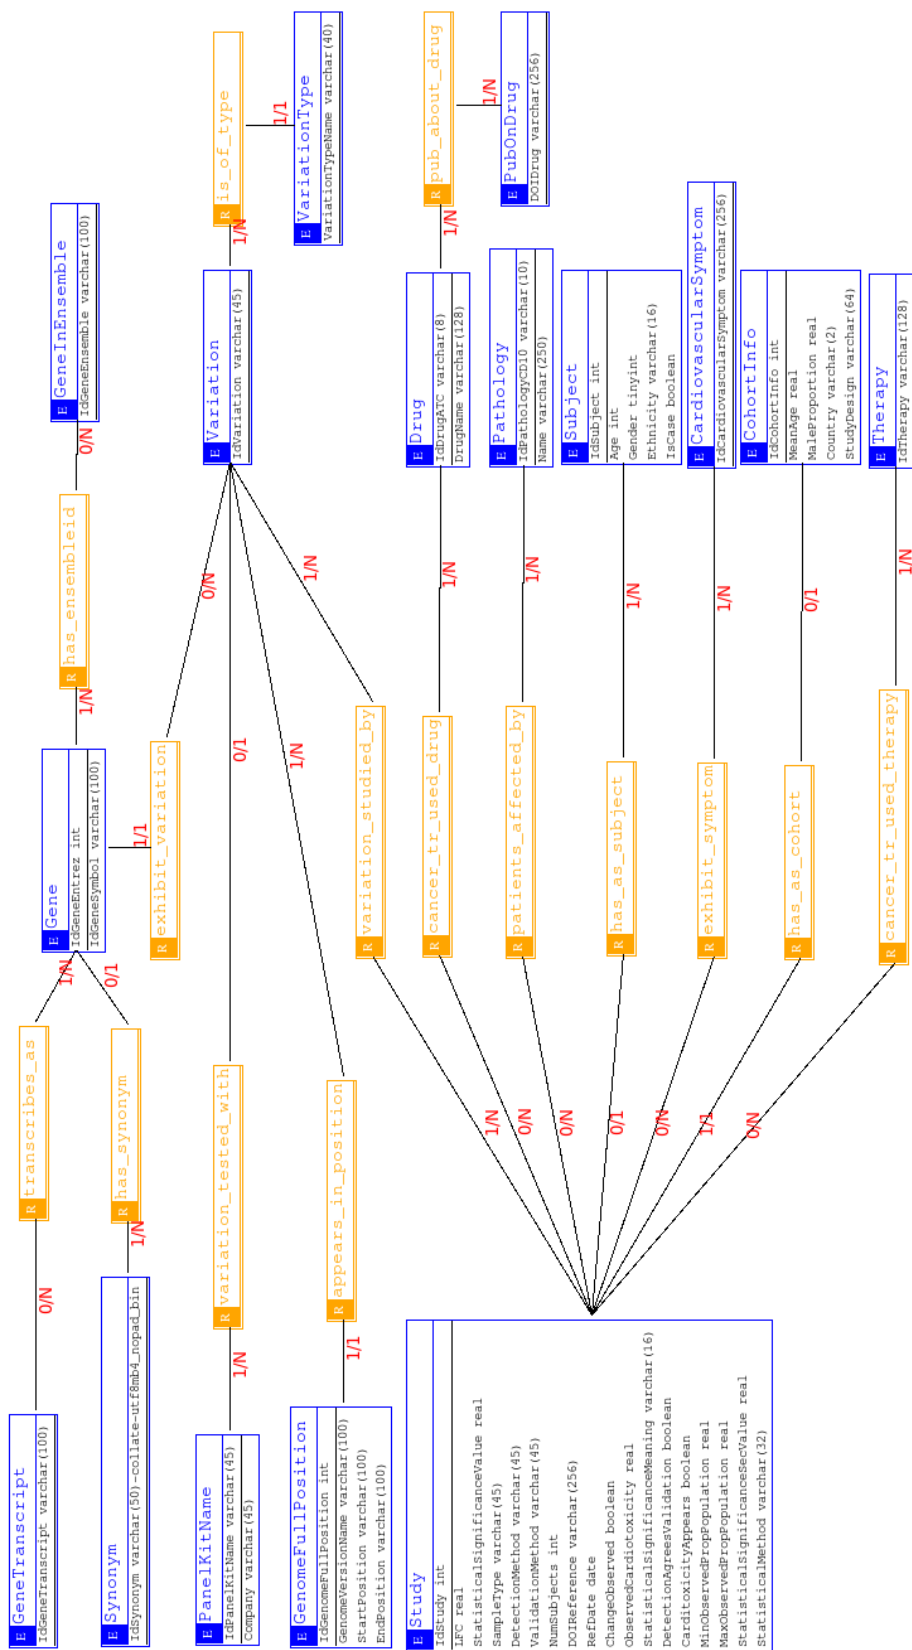 E GeneTranscript
IdGeneTranscript varchar(100)
0/N
R transcribes_as
1/N
E Gene
IdGeneEntrez int
IdGeneSymbol varchar(100)
1/N
R has_ensembleid
0/N
E GeneInEnsemble
IdGeneEnsemble varchar(100)
E Synonym
IdSynonym varchar(50)-collate-utf8mb4_nopad_bin
1/N
R has_synonym
0/1
1/1
R exhibit_variation
0/N
E PanelKitName
IdPanelKitName varchar(45)
Company varchar(45)
1/N
R variation_tested_with
0/1
E Variation
IdVariation varchar(45)
1/N
R is_of_type
1/1
E VariationType
VariationTypeName varchar(40)
E GenomeFullPosition
IdGenomeFullPosition int
GenomeVersionName varchar(100)
StartPosition varchar(100)
EndPosition varchar(100)
1/1
R appears_in_position
1/N
1/N
R variation_studied_by
1/N
E Study
IdStudy int
LFC real
StatisticalSignificanceValue real
SampleType varchar(45)
DetectionMethod varchar(45)
ValidationMethod varchar(45)
NumSubjects int
DOIReference varchar(256)
RefDate date
ChangeObserved boolean
ObservedCardiotoxicity real
StatisticalSignificanceMeaning varchar(16)
DetectionAgreesValidation boolean
CarditoxicityAppears boolean
MinObservedPropPopulation real
MaxObservedPropPopulation real
StatisticalSignificanceSecValue real
StatisticalMethod varchar(32)
0/N
R cancer_tr_used_drug
1/N
E Drug
IdDrugATC varchar(8)
DrugName varchar(128)
1/N
R pub_about_drug
1/N
E PubOnDrug
DOIDrug varchar(256)
0/N
R patients_affected_by
1/N
E Pathology
IdPathologyCD10 varchar(10)
Name varchar(250)
0/1
R has_as_subject
1/N
E Subject
IdSubject int
Age int
Gender tinyint
Ethnicity varchar(16)
IsCase boolean
0/N
R exhibit_symptom
1/N
E CardiovascularSymptom
IdCardiovascularSymptom varchar(256)
1/1
R has_as_cohort
0/1
E CohortInfo
IdCohortInfo int
MeanAge real
MaleProportion real
Country varchar(2)
StudyDesign varchar(64)
0/N
R cancer_tr_used_therapy
1/N
E Therapy
IdTherapy varchar(128)